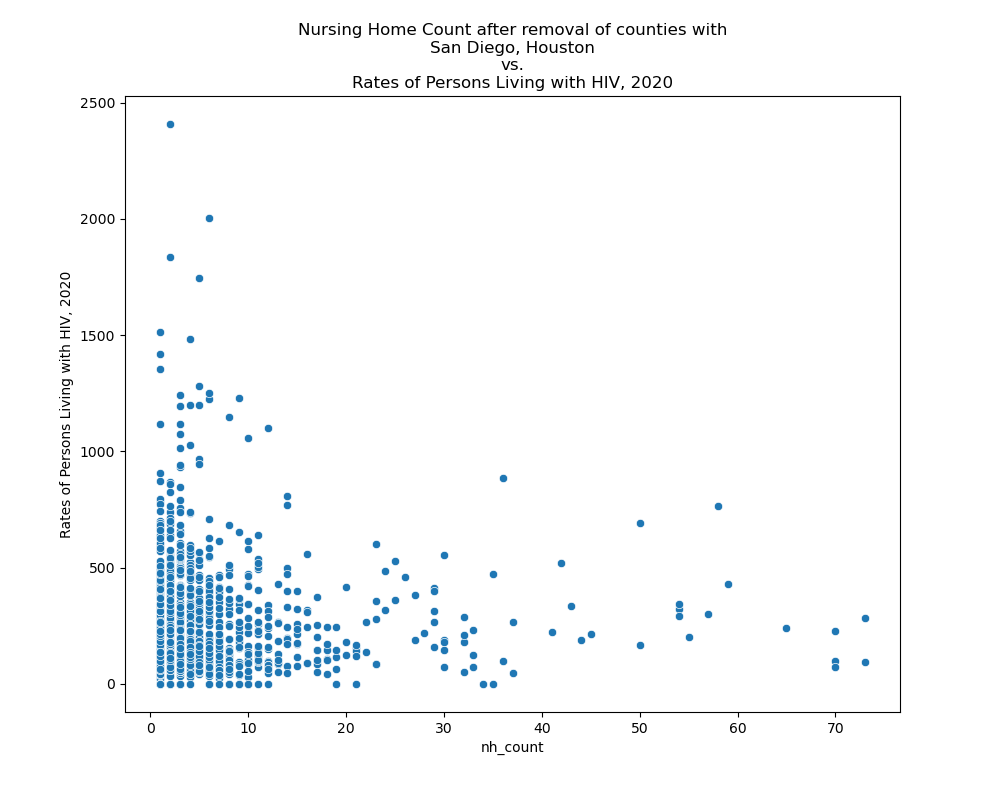 Nursing Home Count after removal of counties with
San Diego, Houston
vs.
Rates of Persons Living with HIV, 2020
2500
2000
1500
1000
500
0
Rates of Persons Living with HIV, 2020
0 10 20 30 40 50 60 70
nh_count